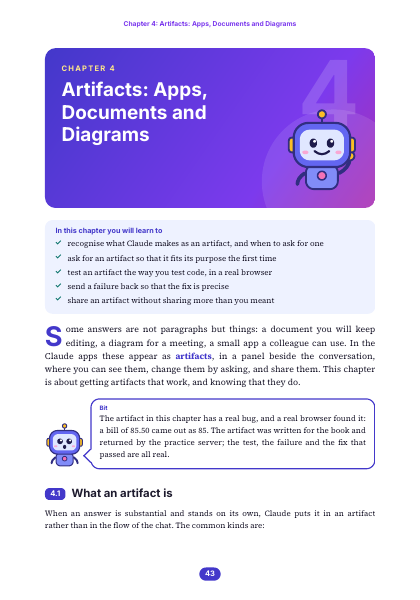 Chapter 4: Artifacts: Apps, Documents and Diagrams
CHAPTER 4
4
Artifacts: Apps,
Documents and
Diagrams
In this chapter you will learn to
recognise what Claude makes as an artifact, and when to ask for one
ask for an artifact so that it fits its purpose the first time
test an artifact the way you test code, in a real browser
send a failure back so that the fix is precise
share an artifact without sharing more than you meant
Some answers are not paragraphs but things: a document you will keep
editing, a diagram for a meeting, a small app a colleague can use. In the
Claude apps these appear as artifacts, in a panel beside the conversation,
where you can see them, change them by asking, and share them. This chapter
is about getting artifacts that work, and knowing that they do.
Bit
The artifact in this chapter has a real bug, and a real browser found it:
a bill of 85.50 came out as 85. The artifact was written for the book and
returned by the practice server; the test, the failure and the fix that
passed are all real.
4.1 What an artifact is
When an answer is substantial and stands on its own, Claude puts it in an artifact
rather than in the flow of the chat. The common kinds are:
43